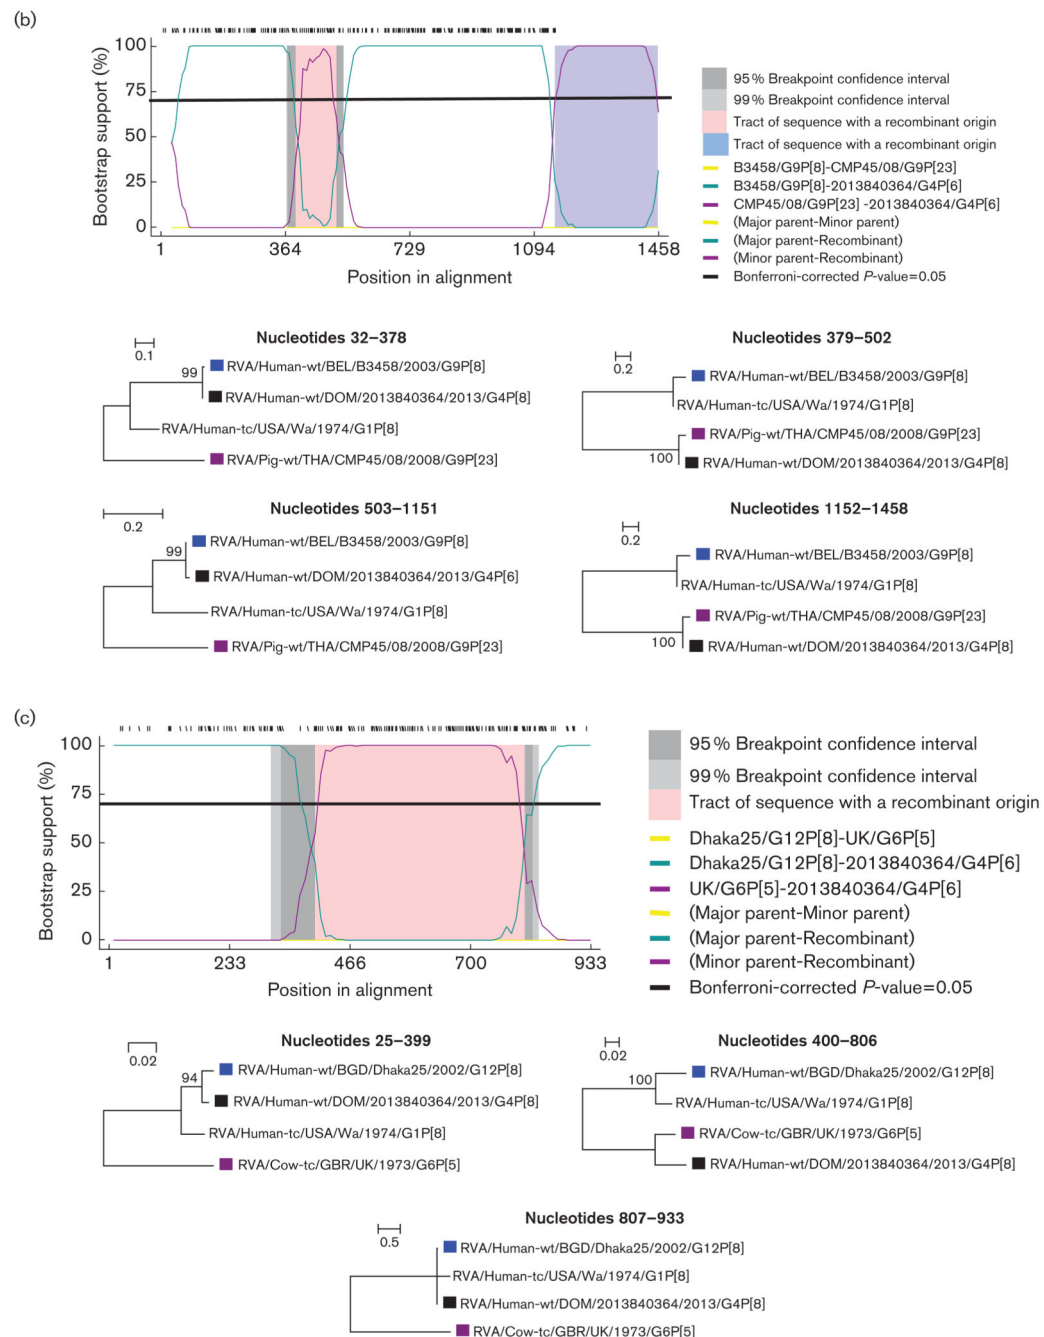 (b)
100
75
50
25
0
Bootstrap support (%)
1 364 729 1094 1458
Position in alignment
95% Breakpoint confidence interval
99% Breakpoint confidence interval
Tract of sequence with a recombinant origin
Tract of sequence with a recombinant origin
B3458/G9P[8]-CMP45/08/G9P[23]
B3458/G9P[8]-2013840364/G4P[6]
CMP45/08/G9P[23] -2013840364/G4P[6]
(Major parent-Minor parent)
(Major parent-Recombinant)
(Minor parent-Recombinant)
Bonferroni-corrected P-value=0.05
Nucleotides 32–378
0.1
99
RVA/Human-wt/BEL/B3458/2003/G9P[8]
RVA/Human-wt/DOM/2013840364/2013/G4P[8]
RVA/Human-tc/USA/Wa/1974/G1P[8]
RVA/Pig-wt/THA/CMP45/08/2008/G9P[23]
Nucleotides 379–502
0.2
RVA/Human-wt/BEL/B3458/2003/G9P[8]
RVA/Human-tc/USA/Wa/1974/G1P[8]
RVA/Pig-wt/THA/CMP45/08/2008/G9P[23]
100
RVA/Human-wt/DOM/2013840364/2013/G4P[8]
Nucleotides 503–1151
0.2
99
RVA/Human-wt/BEL/B3458/2003/G9P[8]
RVA/Human-wt/DOM/2013840364/2013/G4P[6]
RVA/Human-tc/USA/Wa/1974/G1P[8]
RVA/Pig-wt/THA/CMP45/08/2008/G9P[23]
Nucleotides 1152–1458
0.2
RVA/Human-wt/BEL/B3458/2003/G9P[8]
RVA/Human-tc/USA/Wa/1974/G1P[8]
RVA/Pig-wt/THA/CMP45/08/2008/G9P[23]
100
RVA/Human-wt/DOM/2013840364/2013/G4P[8]
(c)
100
75
50
25
0
Bootstrap support (%)
1 233 466 700 933
Position in alignment
95% Breakpoint confidence interval
99% Breakpoint confidence interval
Tract of sequence with a recombinant origin
Dhaka25/G12P[8]-UK/G6P[5]
Dhaka25/G12P[8]-2013840364/G4P[6]
UK/G6P[5]-2013840364/G4P[6]
(Major parent-Minor parent)
(Major parent-Recombinant)
(Minor parent-Recombinant)
Bonferroni-corrected P-value=0.05
Nucleotides 25–399
0.02
94
RVA/Human-wt/BGD/Dhaka25/2002/G12P[8]
RVA/Human-wt/DOM/2013840364/2013/G4P[8]
RVA/Human-tc/USA/Wa/1974/G1P[8]
RVA/Cow-tc/GBR/UK/1973/G6P[5]
Nucleotides 400–806
0.02
100
RVA/Human-wt/BGD/Dhaka25/2002/G12P[8]
RVA/Human-tc/USA/Wa/1974/G1P[8]
RVA/Cow-tc/GBR/UK/1973/G6P[5]
RVA/Human-wt/DOM/2013840364/2013/G4P[8]
Nucleotides 807–933
0.5
RVA/Human-wt/BGD/Dhaka25/2002/G12P[8]
RVA/Human-tc/USA/Wa/1974/G1P[8]
RVA/Human-wt/DOM/2013840364/2013/G4P[8]
RVA/Cow-tc/GBR/UK/1973/G6P[5]